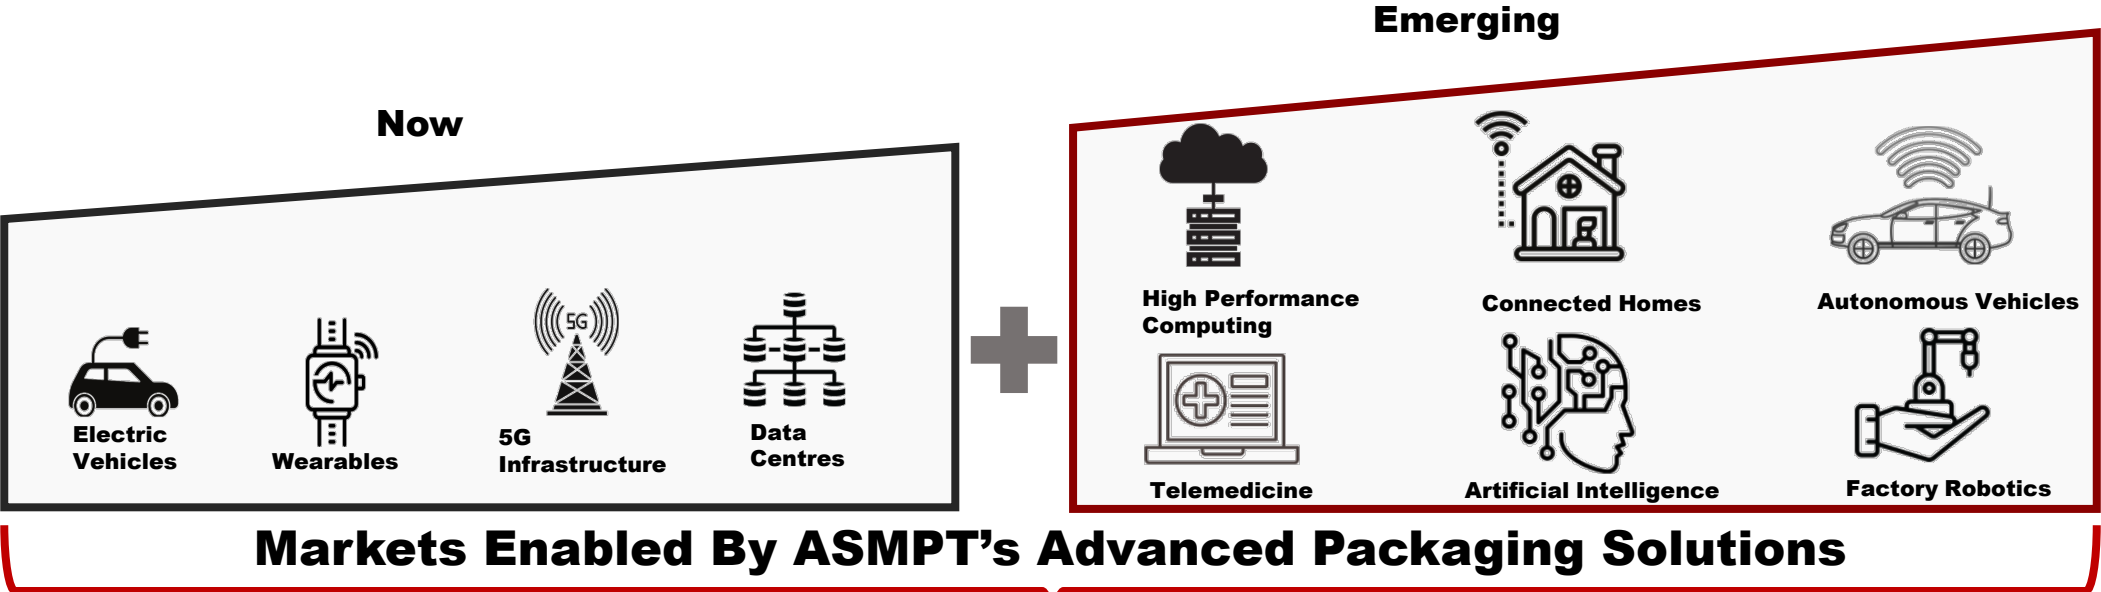 Emerging
Now
High Performance
Computing
Connected Homes
Autonomous Vehicles
5G
Electric
Vehicles
Wearables
5G
Infrastructure
Data
Centres
Telemedicine
Artificial Intelligence
Factory Robotics
Markets Enabled By ASMPT’s Advanced Packaging Solutions